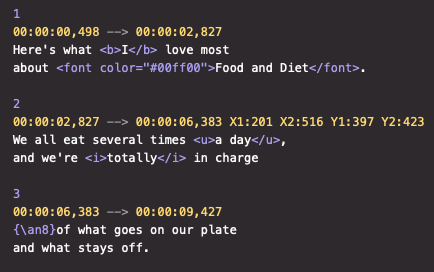 1
00:00:00,498 --> 00:00:02,827
Here's what <b>I</b> love most
about <font color="#00ff00">Food and Diet</font>.

2
00:00:02,827 --> 00:00:06,383 X1:201 X2:516 Y1:397 Y2:423
We all eat several times <u>a day</u>,
and we're <i>totally</i> in charge

3
00:00:06,383 --> 00:00:09,427
{\an8}of what goes on our plate
and what stays off.